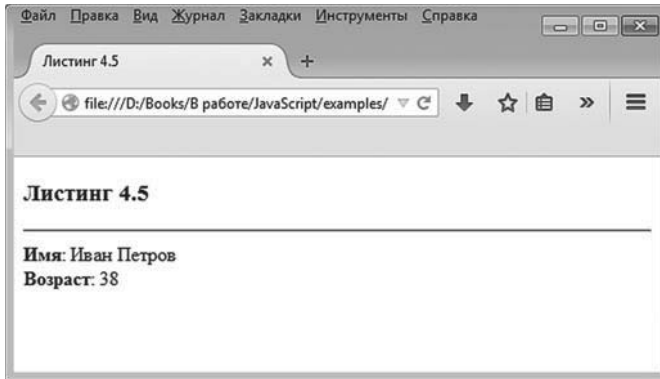 Файл Правка Вид Журнал Закладки Инструменты Справка
Листинг 4.5
file:///D:/Books/В работе/JavaScript/examples/
Листинг 4.5
Имя: Иван Петров
Возраст: 38